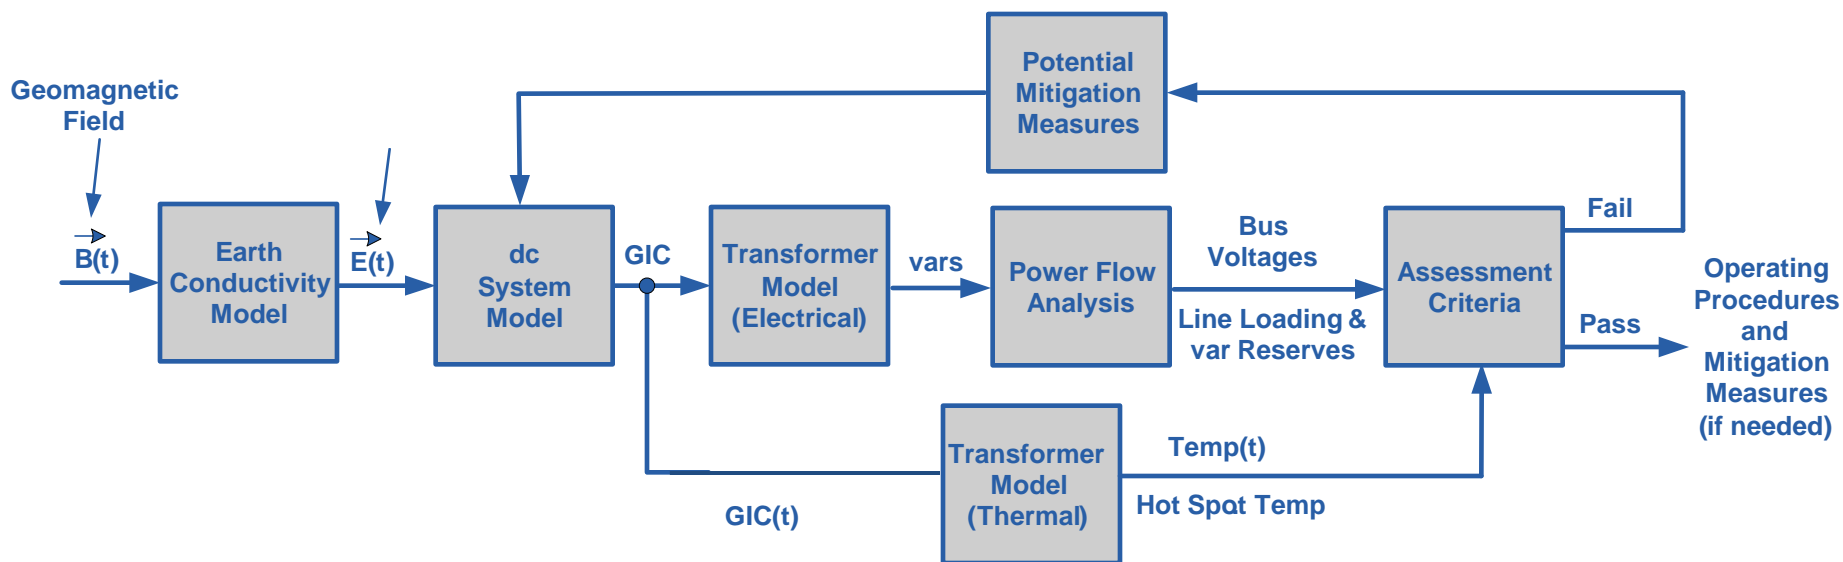 Geomagnetic
Field
B(t)
Earth
Conductivity
Model
E(t)
dc
System
Model
GIC
Transformer
Model
(Electrical)
vars
Power Flow
Analysis
Bus
Voltages
Line Loading &
var Reserves
Assessment
Criteria
Fail
Potential
Mitigation
Measures
Pass
Operating
Procedures
and
Mitigation
Measures
(if needed)
GIC(t)
Transformer
Model
(Thermal)
Temp(t)
Hot Spot Temp